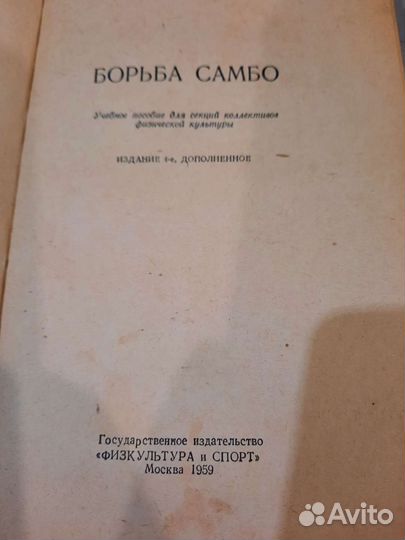 БОРЬБА САМБО
Учебное пособие для секций коллективов
физической культуры
ИЗДАНИЕ 4-е, ДОПОЛНЕННОЕ
Государственное издательство
«ФИЗКУЛЬТУРА и СПОРТ»
Москва 1959
Avito